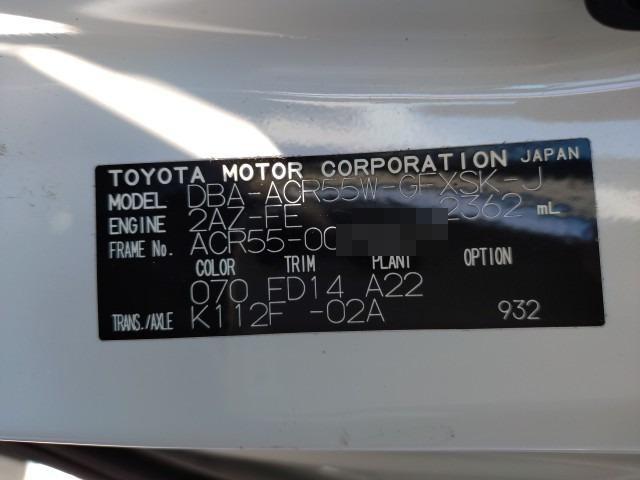 TOYOTA MOTOR CORPORATION JAPAN
MODEL DBA-ACR55W-GFXSK-J
ENGINE 2AZ-FE 2362 mL
FRAME No. ACR55-00
COLOR TRIM PLANT OPTION
070 FD14 A22
TRANS./AXLE K112F -02A 932